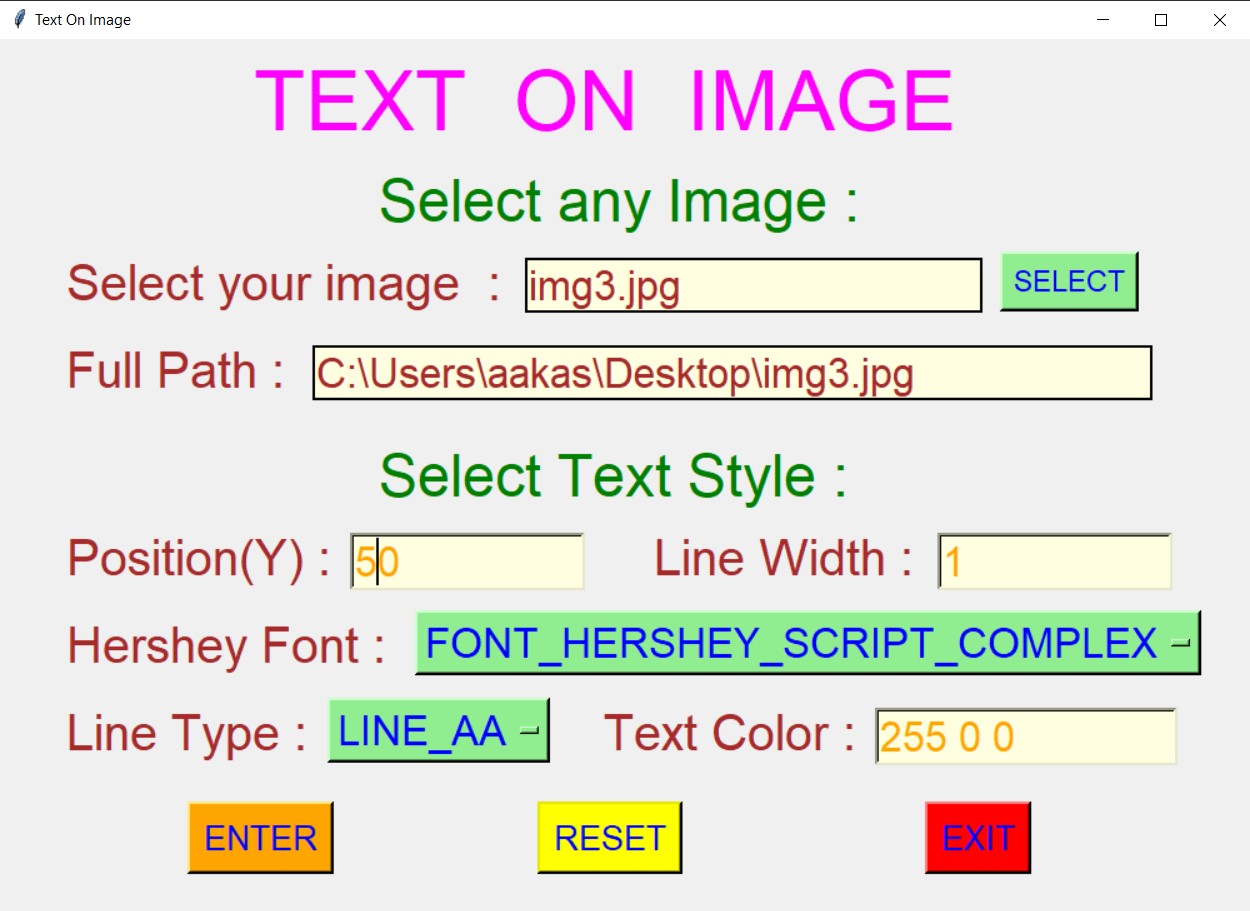 Text On Image
TEXT ON IMAGE
Select any Image :
Select your image : img3.jpg SELECT
Full Path : C:\Users\aakas\Desktop\img3.jpg
Select Text Style :
Position(Y) : 50 Line Width : 1
Hershey Font : FONT_HERSHEY_SCRIPT_COMPLEX
Line Type : LINE_AA Text Color : 255 0 0
ENTER RESET EXIT